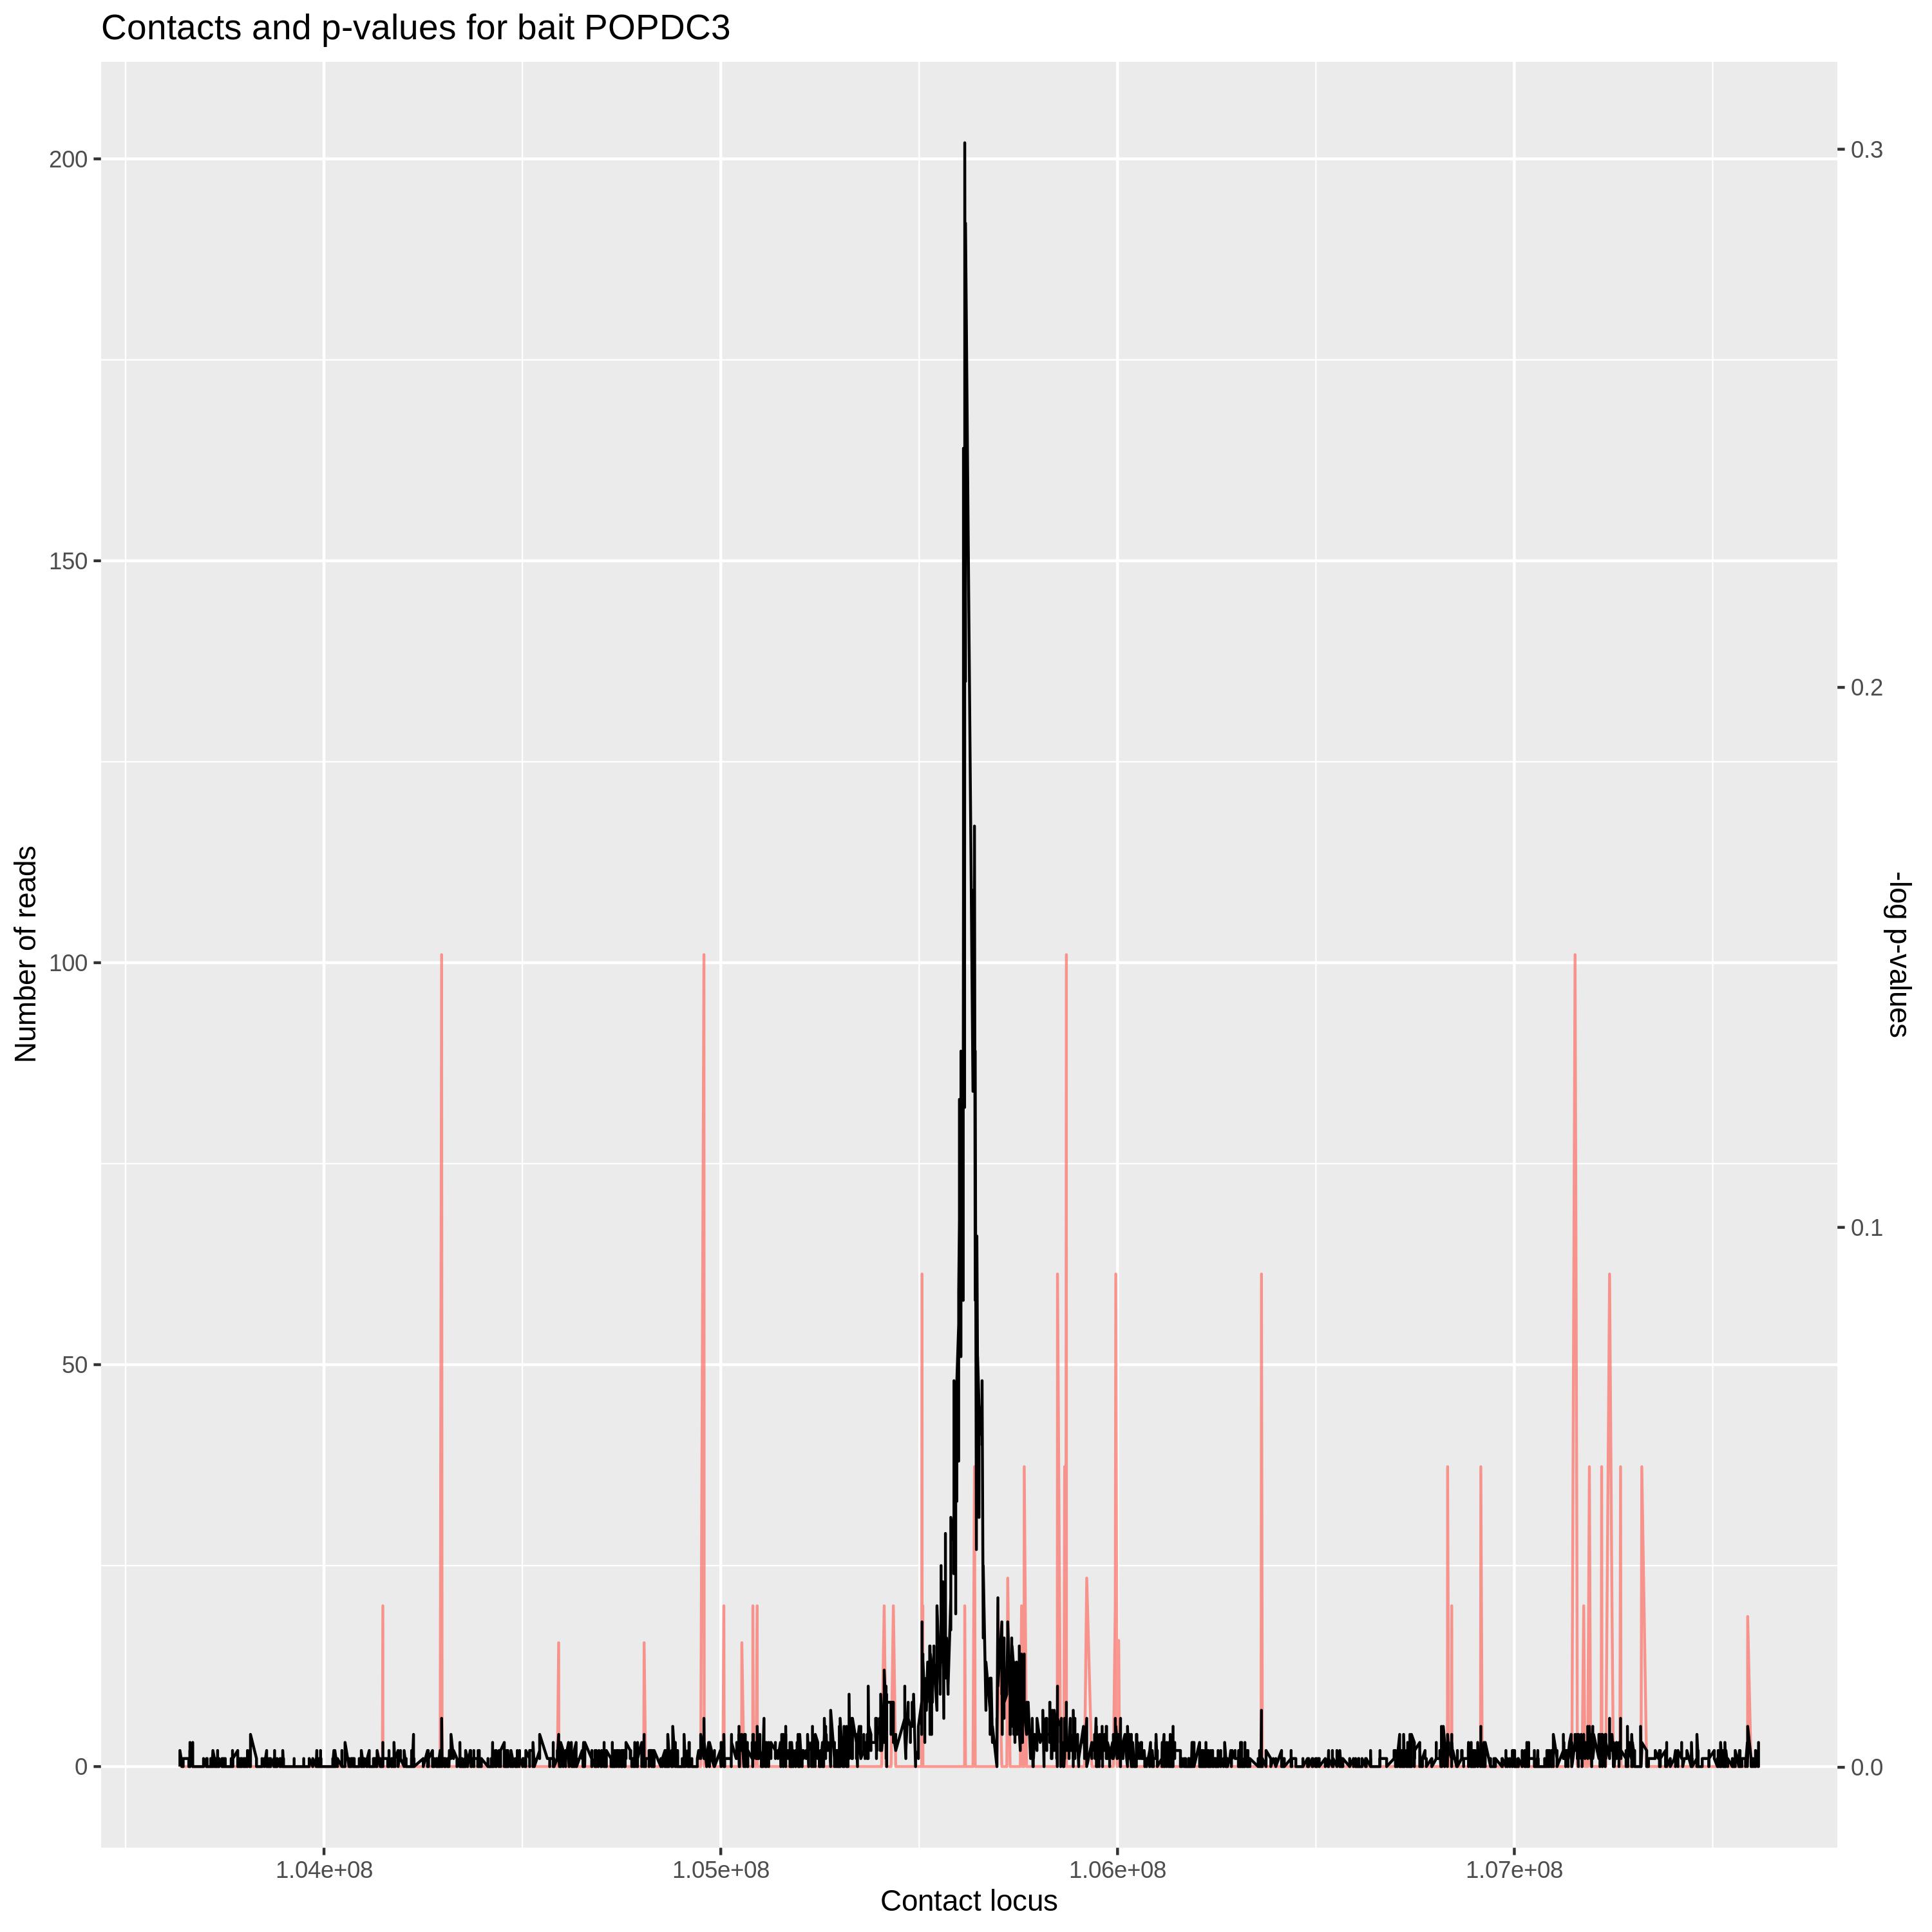 Contacts and p-values for bait POPDC3
200
150
100
50
0
Number of reads
0.3
0.2
0.1
0.0
-log p-values
1.04e+08 1.05e+08 1.06e+08 1.07e+08
Contact locus